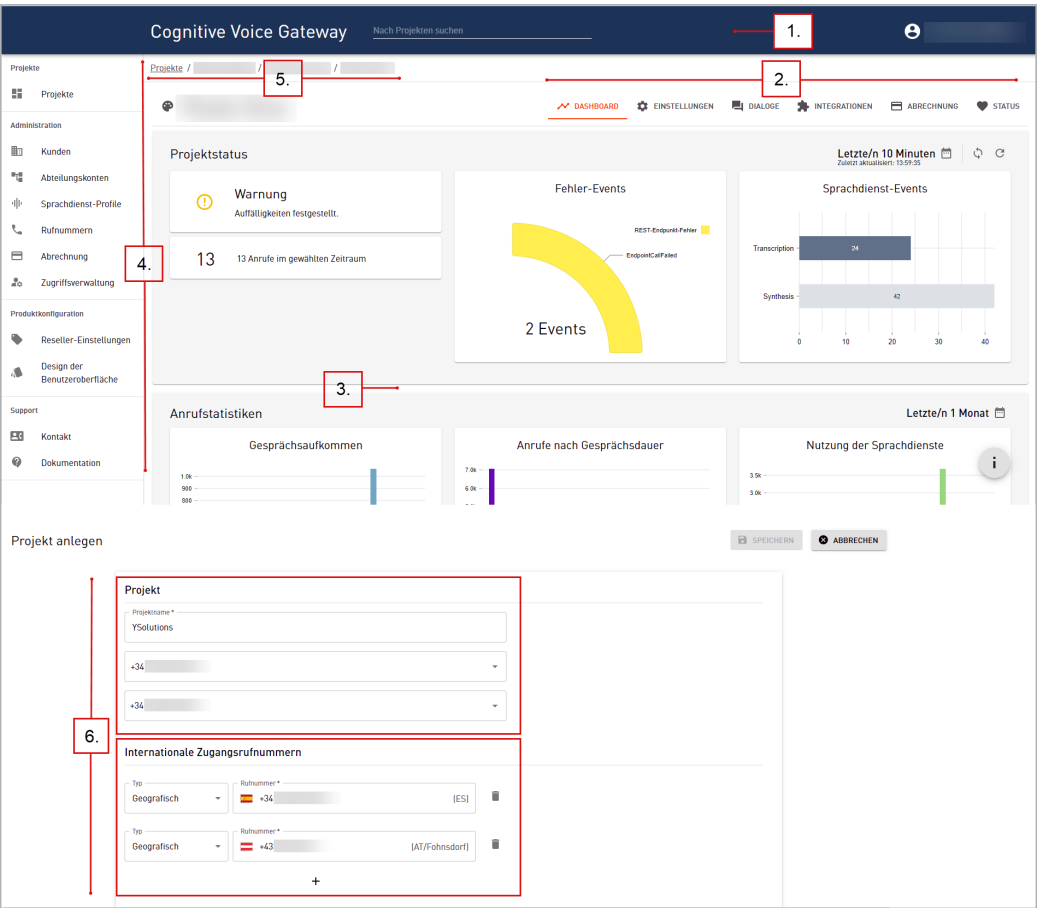 Cognitive Voice Gateway
Nach Projekten suchen
1.
Projekte
Projekte
Administration
Kunden
Abteilungskonten
Sprachdienst-Profile
Rufnummern
Abrechnung
Zugriffsverwaltung
Produktkonfiguration
Reseller-Einstellungen
Design der
Benutzeroberfläche
Support
Kontakt
Dokumentation
4.
Projekte / / /
5.
2.
DASHBOARD EINSTELLUNGEN DIALOGE INTEGRATIONEN ABRECHNUNG STATUS
Projektstatus
Letzte/n 10 Minuten
Zuletzt aktualisiert: 13:59:35
Warnung
Auffälligkeiten festgestellt.
13 13 Anrufe im gewählten Zeitraum
Fehler-Events
REST-Endpunkt-Fehler
EndpointCallFailed
2 Events
Sprachdienst-Events
Transcription 24
Synthesis 42
0 10 20 30 40
3.
Anrufstatistiken
Letzte/n 1 Monat
Gesprächsaufkommen
1.0k
900
800
Anrufe nach Gesprächsdauer
7.0k
6.0k
Nutzung der Sprachdienste
3.5k
3.0k
i
Projekt anlegen
SPEICHERN ABBRECHEN
6.
Projekt
Projektname *
YSolutions
+34
+34
Internationale Zugangsrufnummern
Typ Rufnummer *
Geografisch +34 (ES)
Typ Rufnummer *
Geografisch +43 (AT/Fohnsdorf)
+